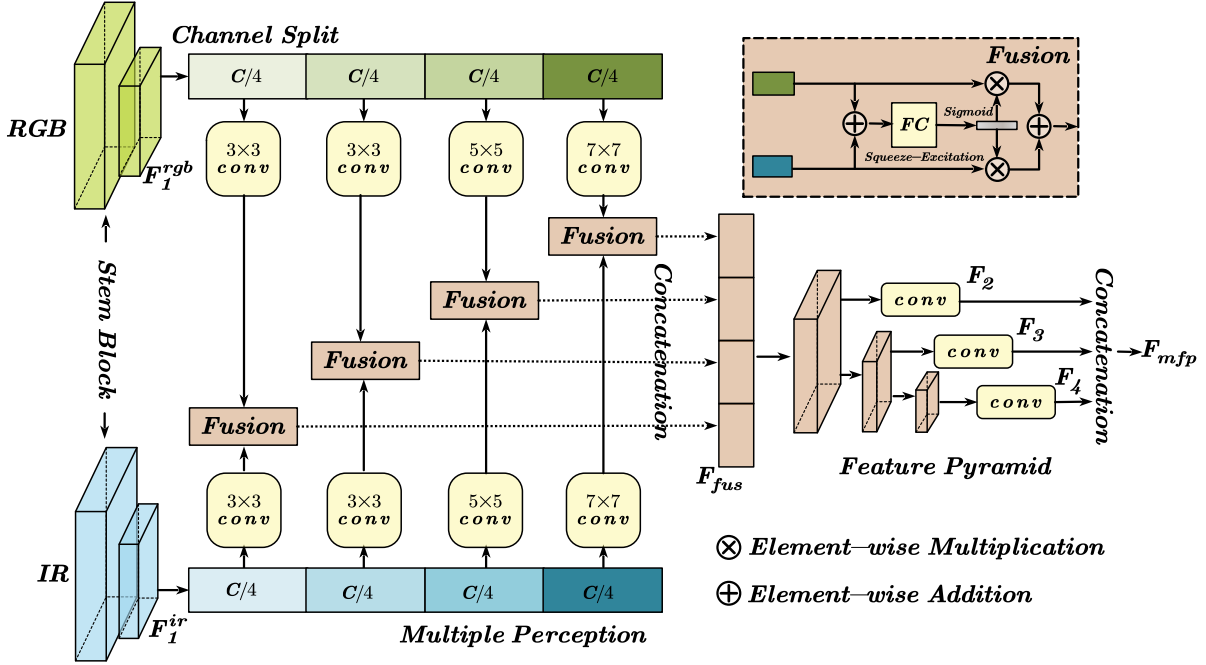 Channel Split
RGB
F₁ʳᵍᵇ
C/4 C/4 C/4 C/4
3×3 conv
3×3 conv
5×5 conv
7×7 conv
Fusion
Sigmoid
FC
Squeeze–Excitation
Stem Block
Fusion
Fusion
Fusion
Fusion
Concatenation
F_fus
conv
F₂
conv
F₃
conv
F₄
Concatenation
F_mfp
Feature Pyramid
3×3 conv
3×3 conv
5×5 conv
7×7 conv
IR
F₁ⁱʳ
C/4 C/4 C/4 C/4
Multiple Perception
Element–wise Multiplication
Element–wise Addition